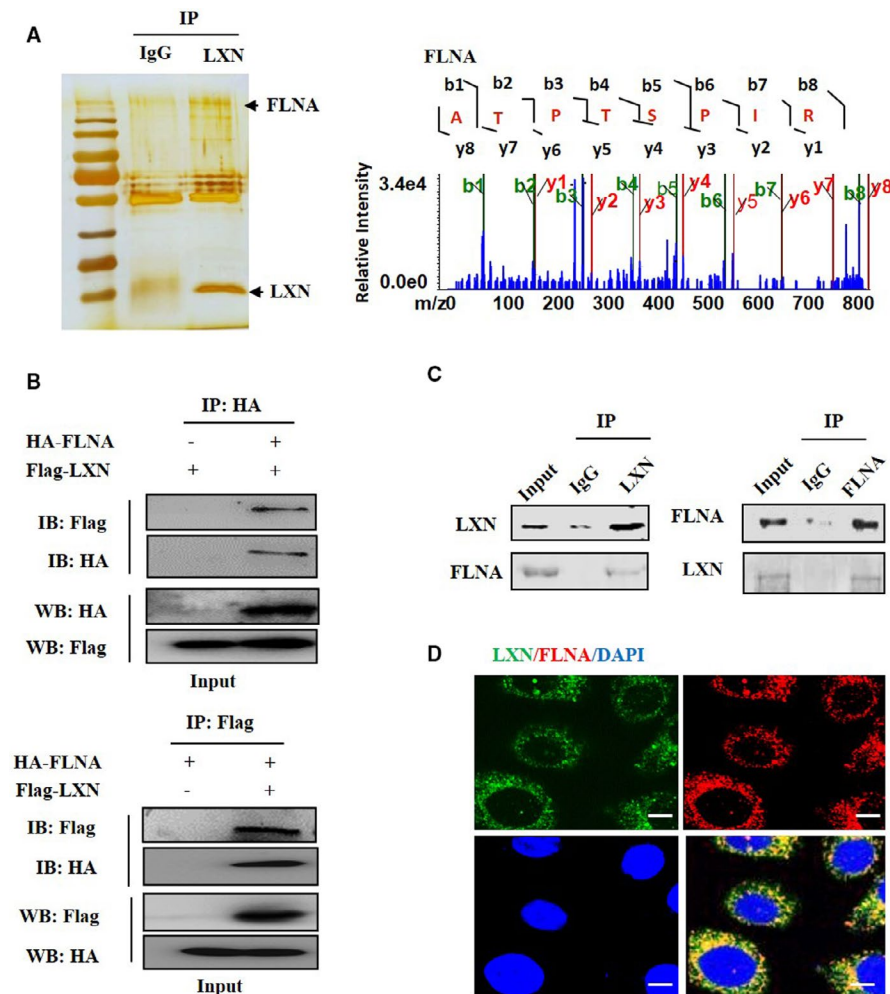 A
IP
IgG
LXN
FLNA
LXN
FLNA
b1 b2 b3 b4 b5 b6 b7 b8
A T P T S P I R
y8 y7 y6 y5 y4 y3 y2 y1
3.4e4
b1 b2 y1 b3 y2 b4 y3 b5 y4 b6 y5 b7 y6 y7 b8 y8
Relative Intensity
0.0e0
m/z0 100 200 300 400 500 600 700 800
B
IP: HA
HA-FLNA - +
Flag-LXN + +
IB: Flag
IB: HA
WB: HA
WB: Flag
Input
IP: Flag
HA-FLNA + +
Flag-LXN - +
IB: Flag
IB: HA
WB: Flag
WB: HA
Input
C
IP
Input IgG LXN
LXN
FLNA
IP
Input IgG FLNA
FLNA
LXN
D
LXN/FLNA/DAPI